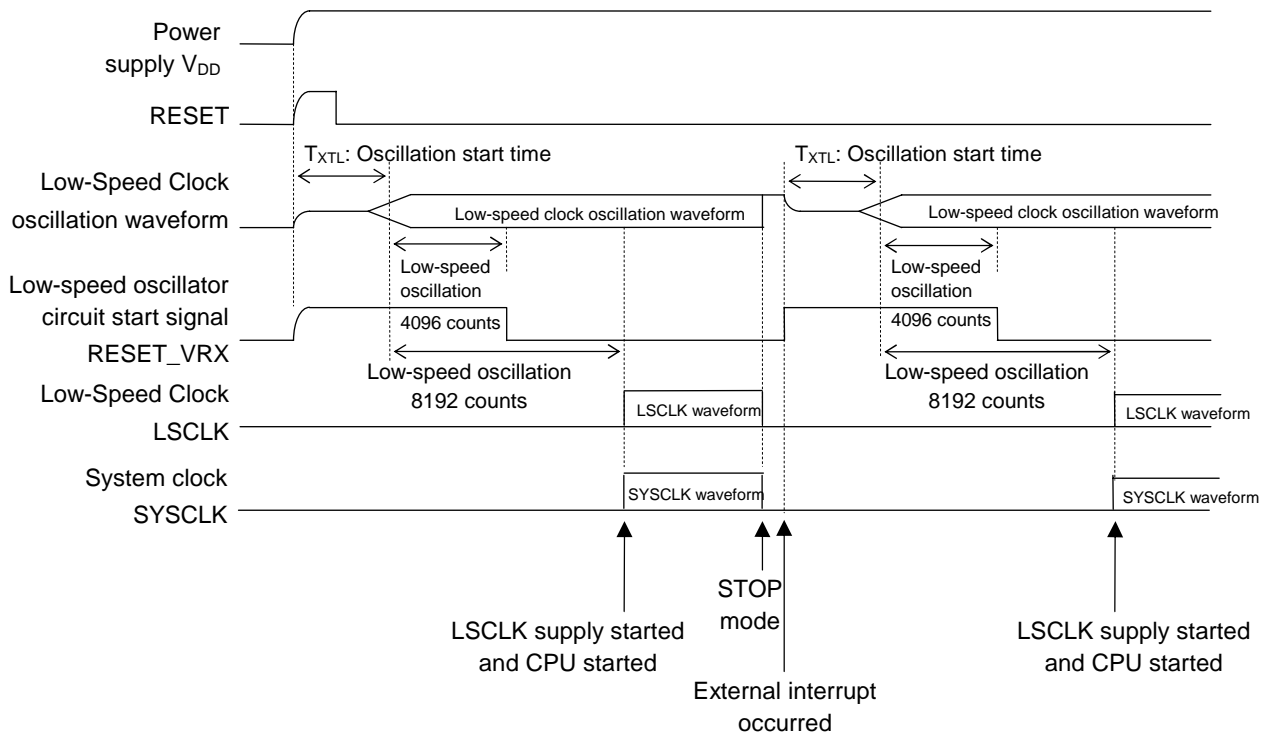 Power
supply VDD
RESET
TXTL: Oscillation start time
TXTL: Oscillation start time
Low-Speed Clock
oscillation waveform
Low-speed clock oscillation waveform
Low-speed clock oscillation waveform
Low-speed
oscillation
4096 counts
Low-speed
oscillation
4096 counts
Low-speed oscillator
circuit start signal
RESET_VRX
Low-speed oscillation
8192 counts
Low-speed oscillation
8192 counts
Low-Speed Clock
LSCLK
LSCLK waveform
LSCLK waveform
System clock
SYSCLK
SYSCLK waveform
SYSCLK waveform
STOP
mode
LSCLK supply started
and CPU started
LSCLK supply started
and CPU started
External interrupt
occurred